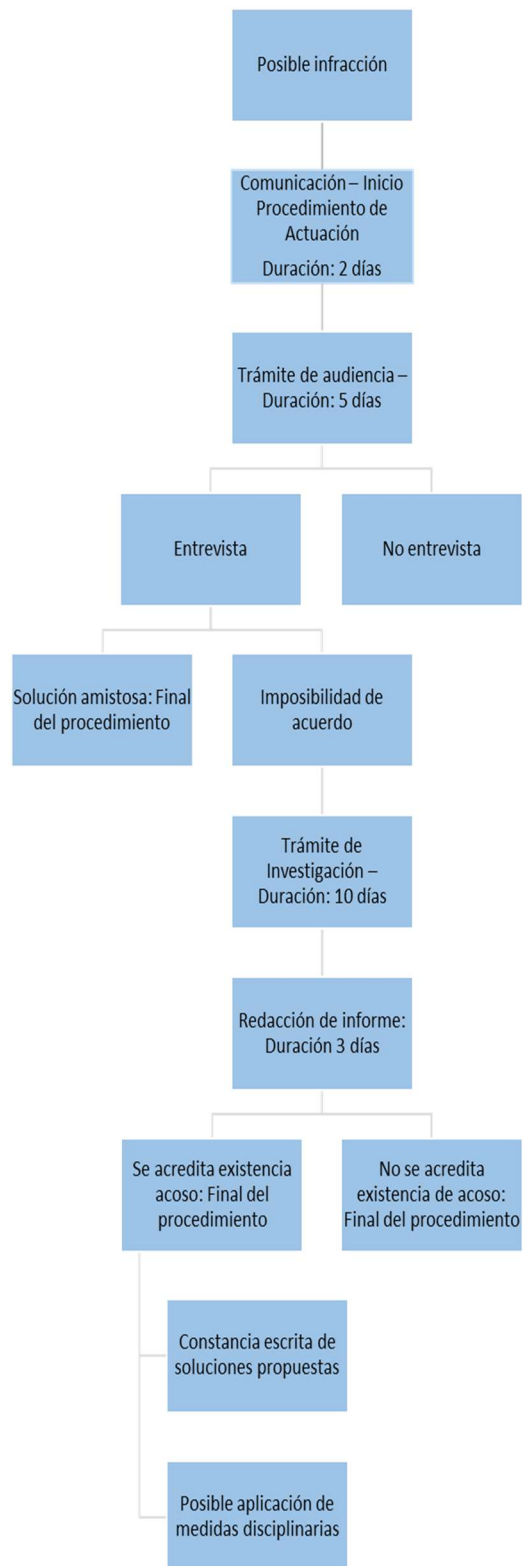 Posible infracción
Comunicación – Inicio
Procedimiento de
Actuación
Duración: 2 días
Trámite de audiencia –
Duración: 5 días
Entrevista
No entrevista
Solución amistosa: Final
del procedimiento
Imposibilidad de
acuerdo
Trámite de
Investigación –
Duración: 10 días
Redacción de informe:
Duración 3 días
Se acredita existencia
acoso: Final del
procedimiento
No se acredita
existencia de acoso:
Final del procedimiento
Constancia escrita de
soluciones propuestas
Posible aplicación de
medidas disciplinarias